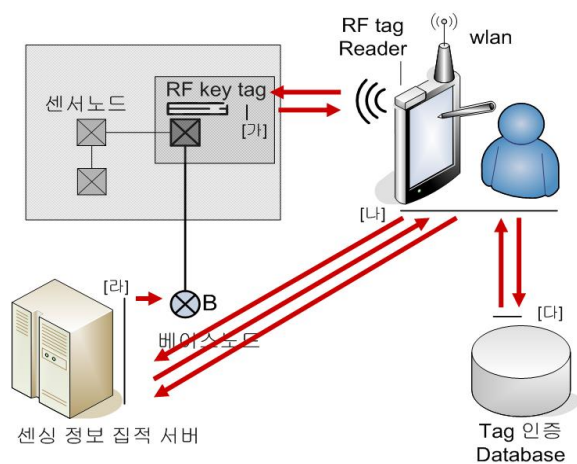 RF tag
Reader
wlan
센서노드
RF key tag
[가]
[나]
[라]
B
베이스노드
[다]
센싱 정보 집적 서버
Tag 인증
Database